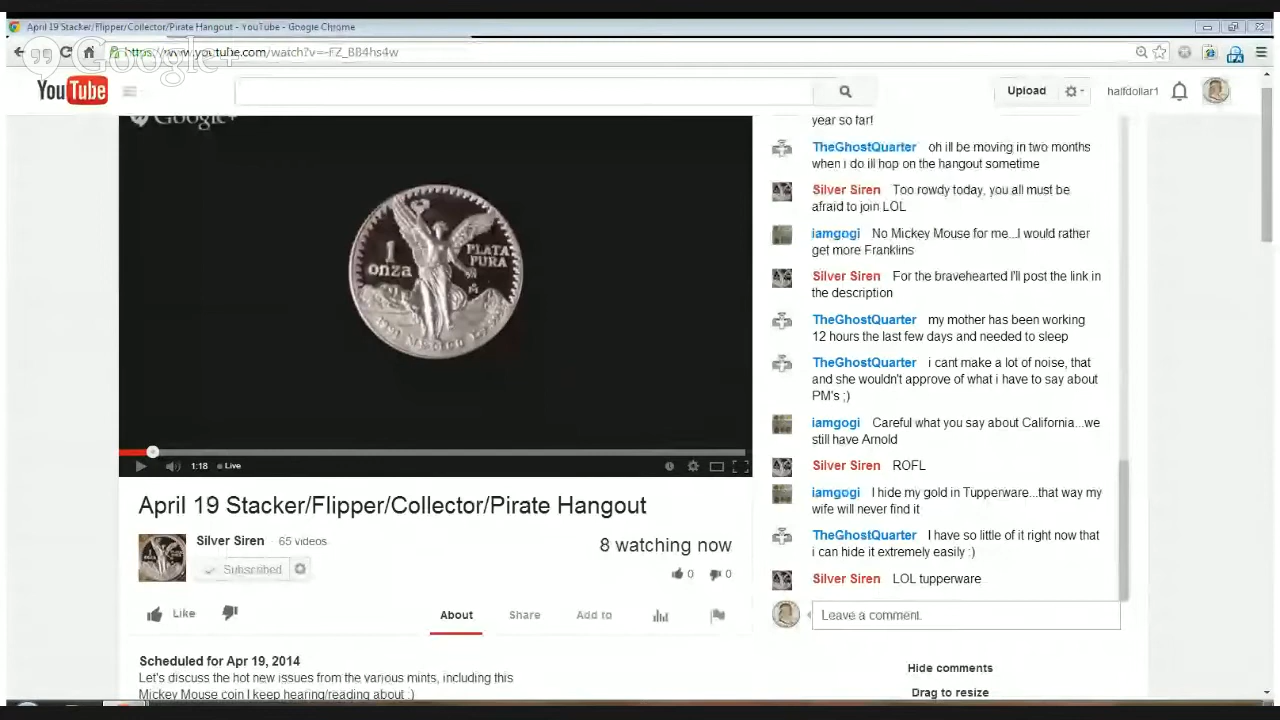 April 19 Stacker/Flipper/Collector/Pirate Hangout - YouTube - Google Chrome
https://www.youtube.com/watch?v=-FZ_BB4hs4w
Google+
YouTube
Upload
halfdollar1
Google+
1
onza
PLATA
PURA
1:18
Live
year so far!
TheGhostQuarter oh ill be moving in two months
when i do ill hop on the hangout sometime
Silver Siren Too rowdy today, you all must be
afraid to join LOL
iamgogi No Mickey Mouse for me...I would rather
get more Franklins
Silver Siren For the bravehearted I'll post the link in
the description
TheGhostQuarter my mother has been working
12 hours the last few days and needed to sleep
TheGhostQuarter i cant make a lot of noise, that
and she wouldn't approve of what i have to say about
PM's ;)
iamgogi Careful what you say about California...we
still have Arnold
Silver Siren ROFL
iamgogi I hide my gold in Tupperware...that way my
wife will never find it
TheGhostQuarter I have so little of it right now that
i can hide it extremely easily :)
Silver Siren LOL tupperware
Leave a comment.
Hide comments
Drag to resize
April 19 Stacker/Flipper/Collector/Pirate Hangout
Silver Siren · 65 videos
Subscribed
8 watching now
0 0
Like
About
Share
Add to
Scheduled for Apr 19, 2014
Let's discuss the hot new issues from the various mints, including this
Mickey Mouse coin I keep hearing/reading about :)